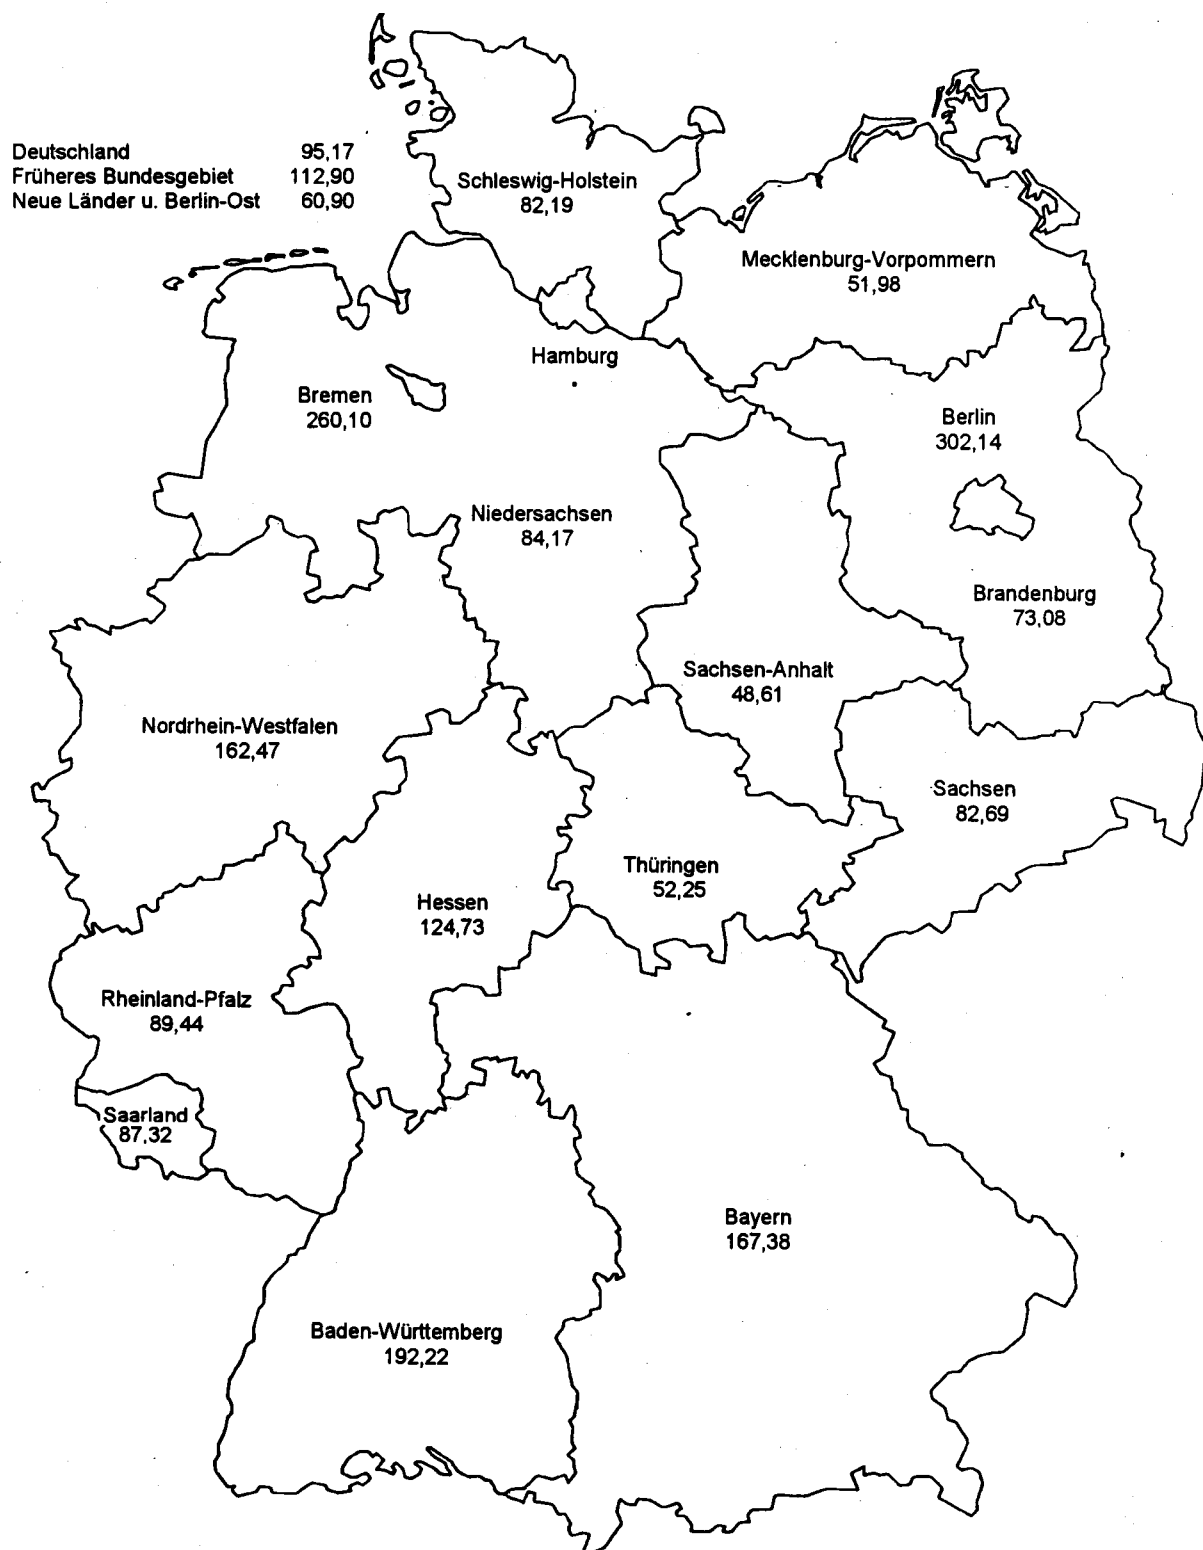 Deutschland 95,17
Früheres Bundesgebiet 112,90
Neue Länder u. Berlin-Ost 60,90
Schleswig-Holstein
82,19
Mecklenburg-Vorpommern
51,98
Hamburg
Bremen
260,10
Berlin
302,14
Niedersachsen
84,17
Brandenburg
73,08
Sachsen-Anhalt
48,61
Nordrhein-Westfalen
162,47
Sachsen
82,69
Thüringen
52,25
Hessen
124,73
Rheinland-Pfalz
89,44
Saarland
87,32
Bayern
167,38
Baden-Württemberg
192,22